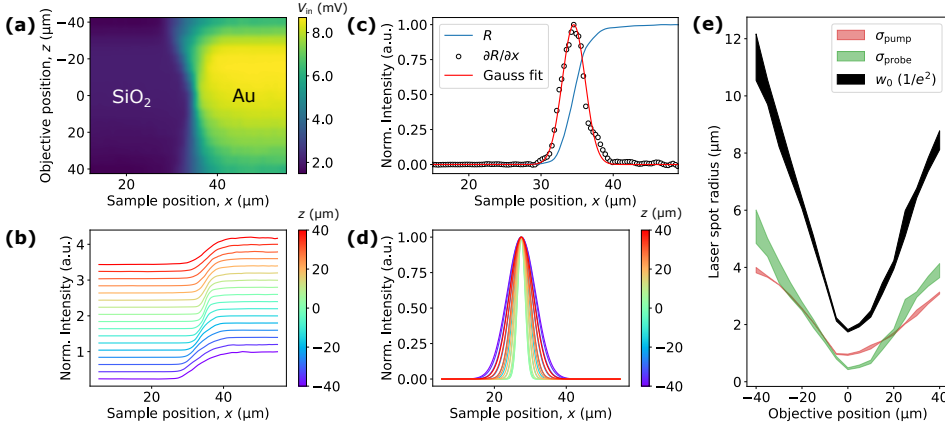 (a)
V_in (mV)
Objective position, z (μm)
−40
−20
0
20
40
SiO₂
Au
8.0
6.0
4.0
2.0
20
40
Sample position, x (μm)
(c)
Norm. Intensity (a.u.)
1.00
0.75
0.50
0.25
0.00
R
∂R/∂x
Gauss fit
20
30
40
Sample position, x (μm)
(e)
Laser spot radius (μm)
12
10
8
6
4
2
0
σ_pump
σ_probe
w₀ (1/e²)
−40
−20
0
20
40
Objective position (μm)
(b)
z (μm)
Norm. Intensity (a.u.)
4
3
2
1
40
20
0
−20
−40
20
40
Sample position, x (μm)
(d)
z (μm)
Norm. Intensity (a.u.)
1.00
0.75
0.50
0.25
0.00
40
20
0
−20
−40
20
40
Sample position, x (μm)